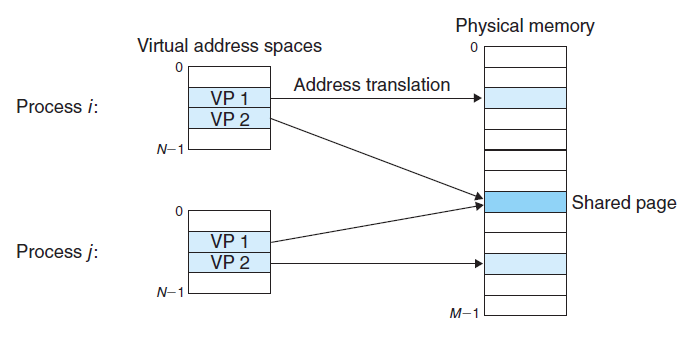 Physical memory
Virtual address spaces
0
0
Address translation
VP 1
Process i:
VP 2
N–1
Shared page
0
VP 1
Process j:
VP 2
N–1
M–1